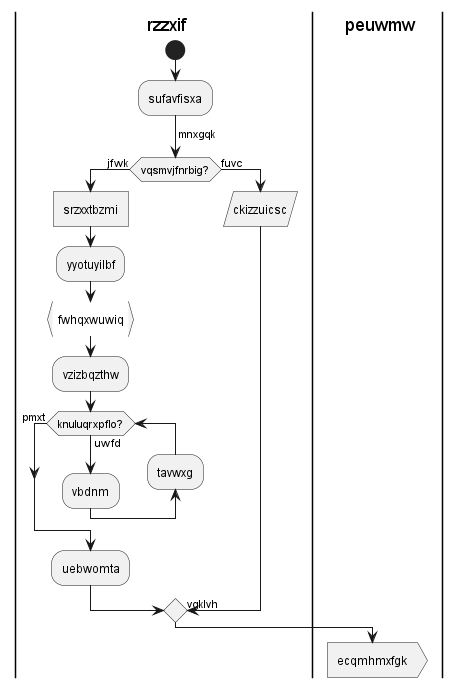 rzzxif
peuwmw
sufavfisxa
mnxgqk
jfwk
vqsmvjfnrbig?
fuvc
srzxxtbzmi
ckizzuicsc
yyotuyilbf
fwhqxwuwiq
vzizbqzthw
pmxt
knuluqrxpflo?
uwfd
tavwxg
vbdnm
uebwomta
vgklvh
ecqmhmxfgk